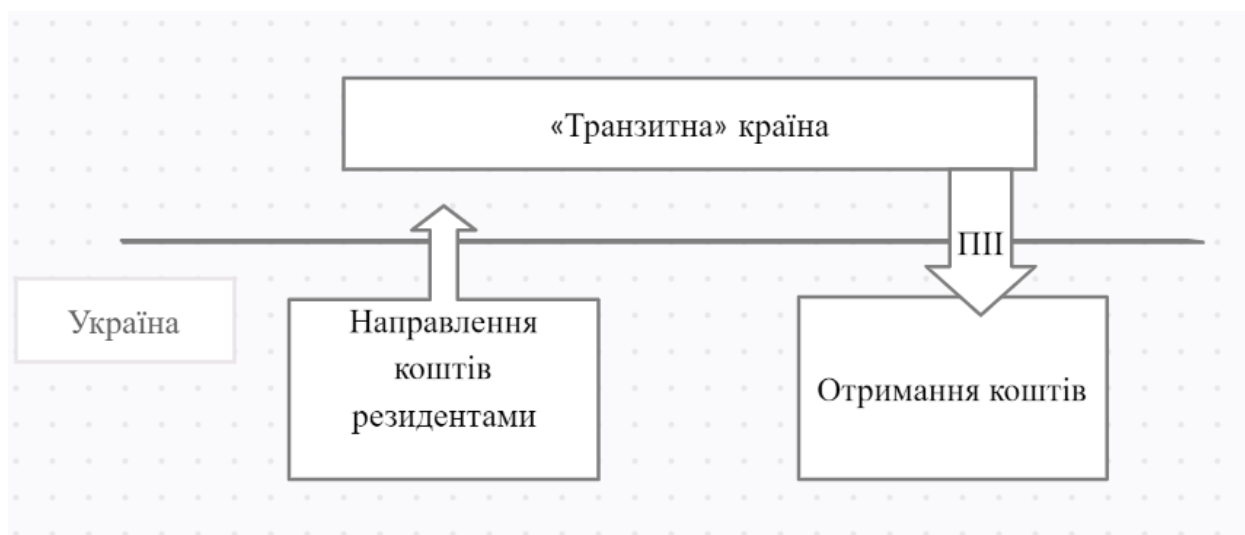 «Транзитна» країна
ПІІ
Україна
Направлення
коштів
резидентами
Отримання коштів